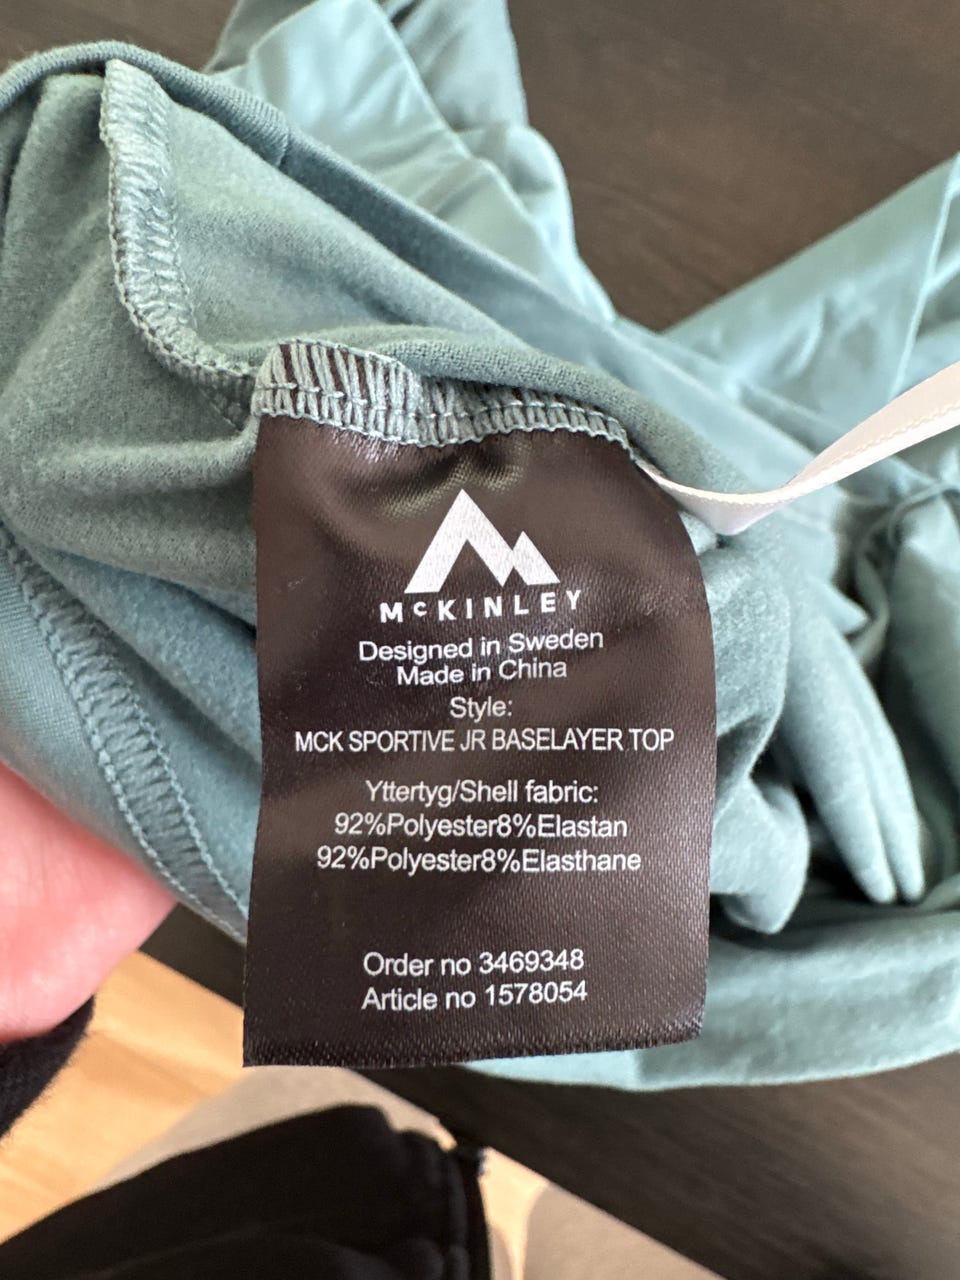 McKINLEY
Designed in Sweden
Made in China
Style:
MCK SPORTIVE JR BASELAYER TOP
Yttertyg/Shell fabric:
92%Polyester8%Elastan
92%Polyester8%Elasthane
Order no 3469348
Article no 1578054